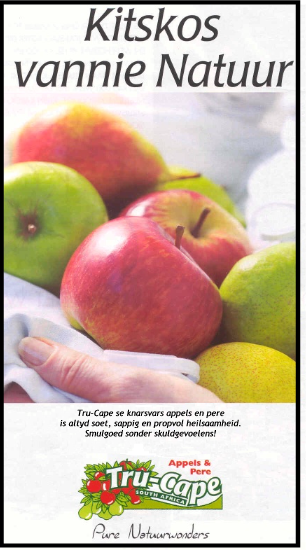 Kitskos
vannie Natuur
Tru-Cape se knarsvars appels en pere
is altyd soet, sappig en propvol heilsaamheid.
Smulgoed sonder skuldgevoelens!
Appels &
Pere
Tru-Cape
SOUTH AFRICA
Pure Natuurwonders